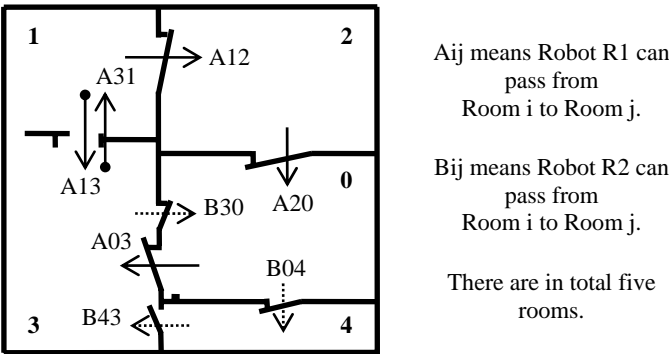 1
2
A12
A31
A13
0
A20
B30
A03
B04
B43
3
4
Aij means Robot R1 can
pass from
Room i to Room j.
Bij means Robot R2 can
pass from
Room i to Room j.
There are in total five
rooms.